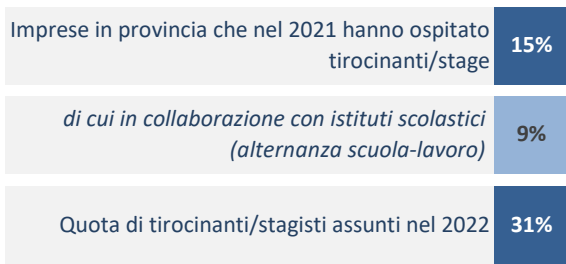 Imprese in provincia che nel 2021 hanno ospitato
tirocinanti/stage
15%
di cui in collaborazione con istituti scolastici
(alternanza scuola-lavoro)
9%
Quota di tirocinanti/stagisti assunti nel 2022
31%